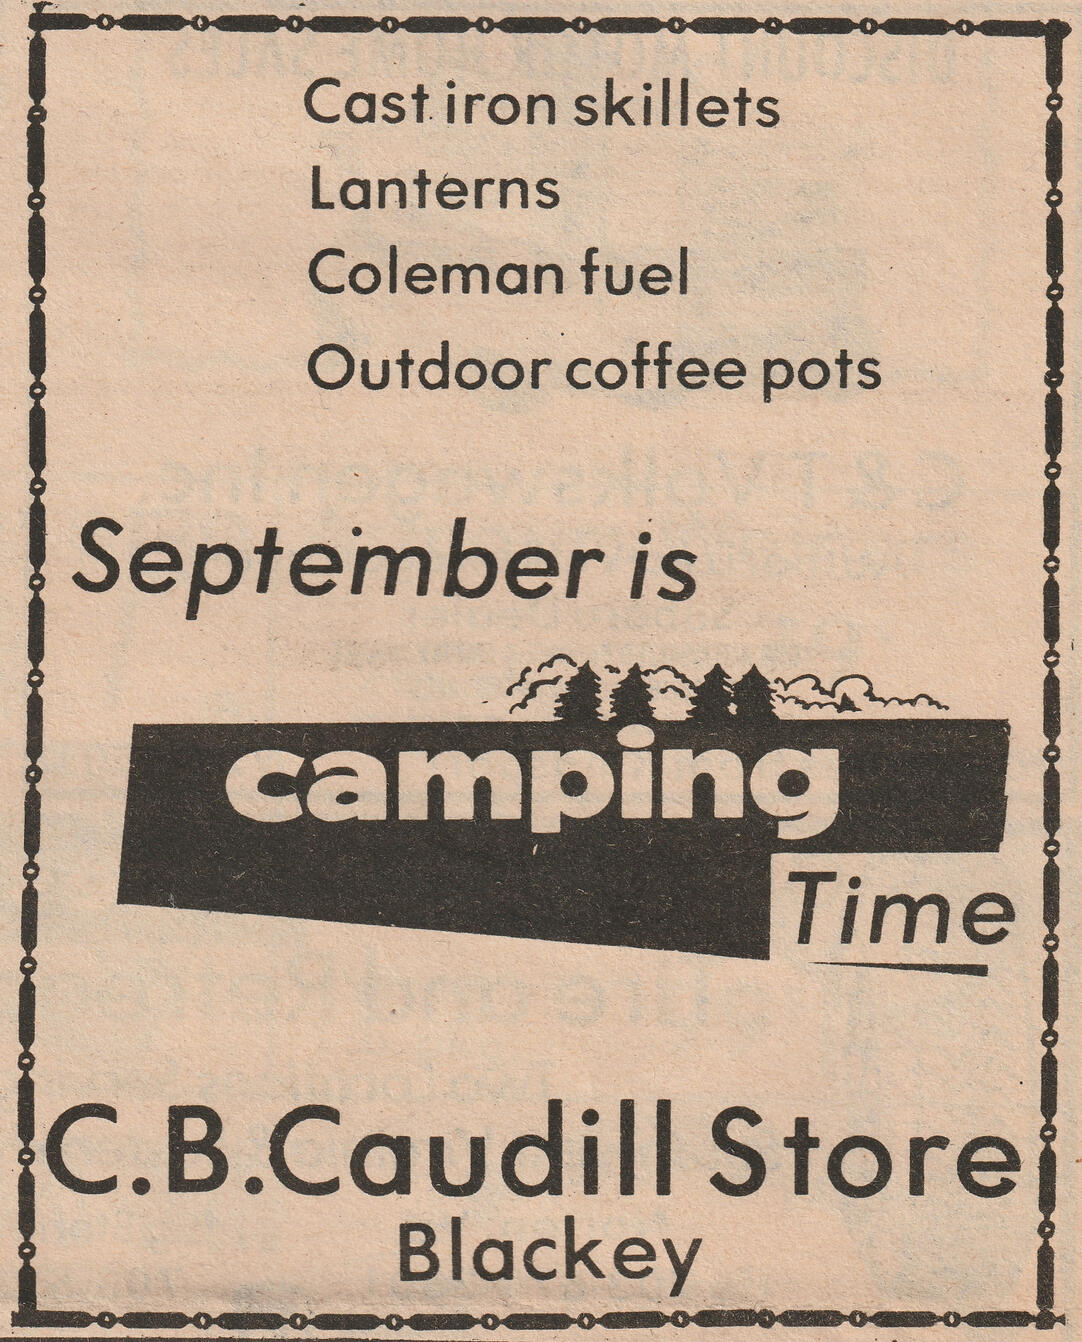 Cast iron skillets
Lanterns
Coleman fuel
Outdoor coffee pots
September is
camping
Time
C.B.Caudill Store
Blackey